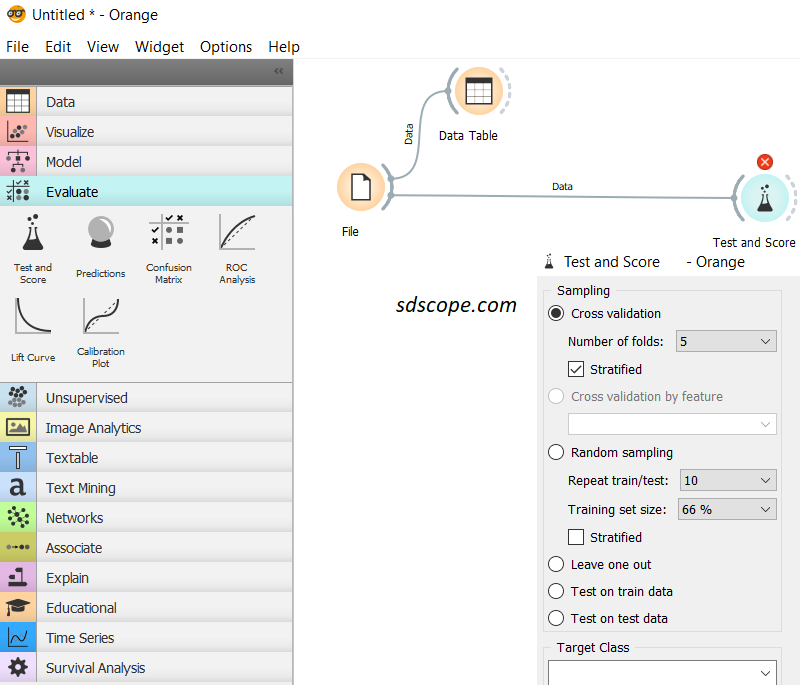 Untitled * - Orange
File Edit View Widget Options Help
Data
Visualize
Model
Evaluate
Test and Score
Predictions
Confusion Matrix
ROC Analysis
Lift Curve
Calibration Plot
Unsupervised
Image Analytics
Textable
a
Text Mining
Networks
Associate
Explain
Educational
Time Series
Survival Analysis
Data
Data Table
File
Data
Test and Score
sdscope.com
Test and Score - Orange
Sampling
Cross validation
Number of folds: 5
Stratified
Cross validation by feature
Random sampling
Repeat train/test: 10
Training set size: 66 %
Stratified
Leave one out
Test on train data
Test on test data
Target Class